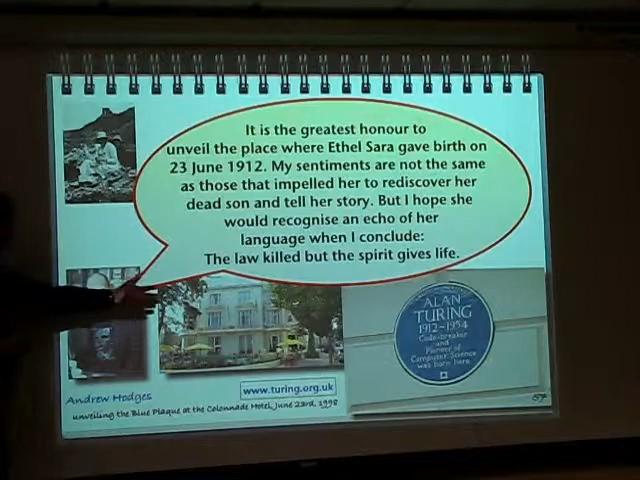 It is the greatest honour to
unveil the place where Ethel Sara gave birth on
23 June 1912. My sentiments are not the same
as those that impelled her to rediscover her
dead son and tell her story. But I hope she
would recognise an echo of her
language when I conclude:
The law killed but the spirit gives life.
ALAN
TURING
1912-1954
Code-breaker
and
Pioneer of
Computer Science
was born here
Andrew Hodges
www.turing.org.uk
unveiling the Blue Plaque at the Colonnade Hotel, June 23rd, 1998
57